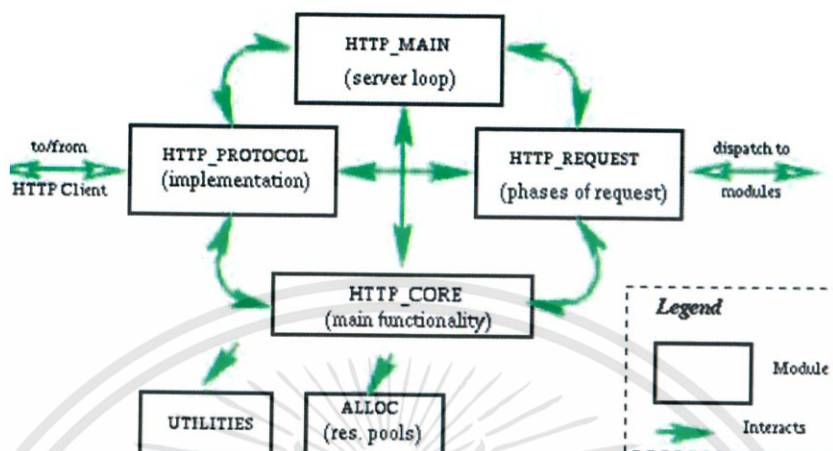 HTTP_MAIN
(server loop)
to/from
HTTP Client
HTTP_PROTOCOL
(implementation)
HTTP_REQUEST
(phases of request)
dispatch to
modules
HTTP_CORE
(main functionality)
Legend
Module
Interacts
UTILITIES
ALLOC
(res. pools)